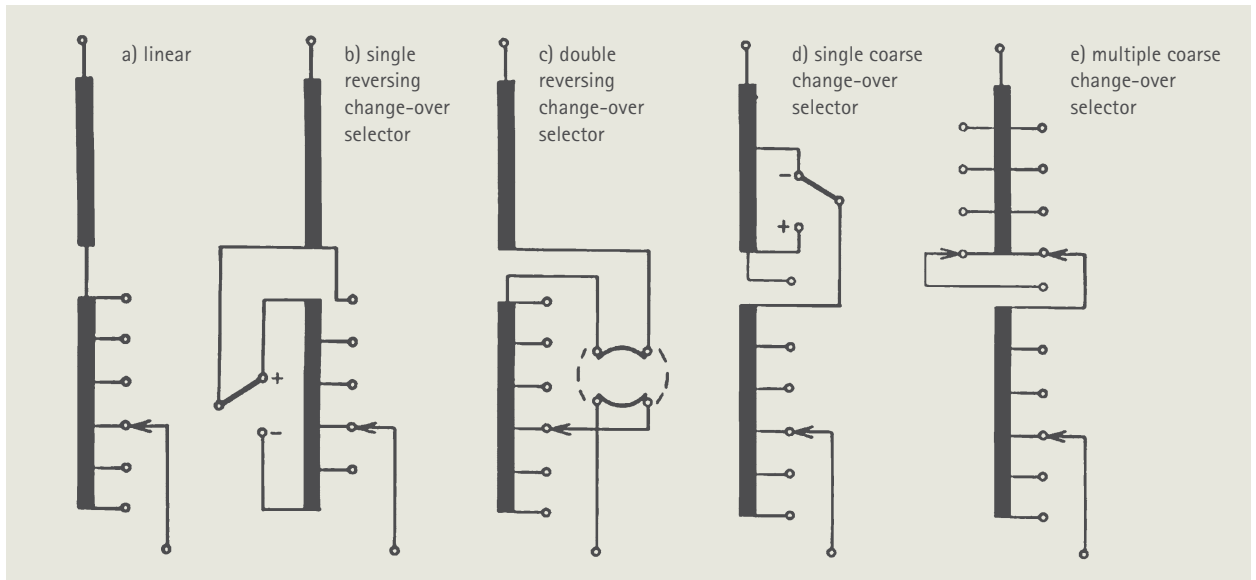 a) linear
b) single
reversing
change-over
selector
+
-
c) double
reversing
change-over
selector
d) single coarse
change-over
selector
-
+
e) multiple coarse
change-over
selector